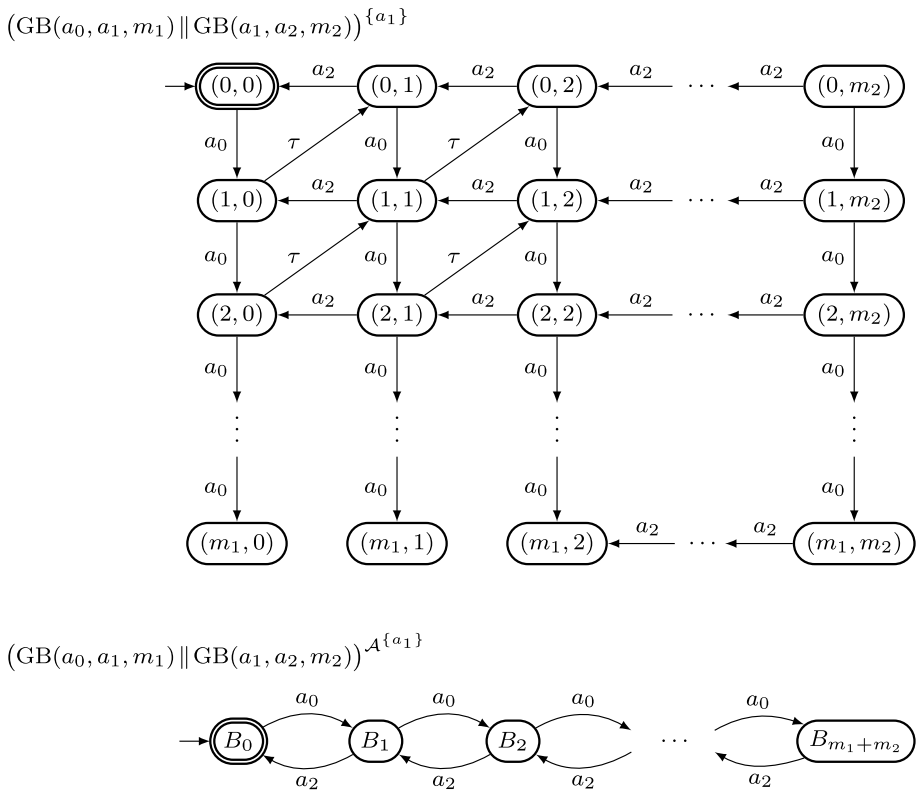 (GB(a₀, a₁, m₁) ∥ GB(a₁, a₂, m₂))^{a₁}
(0, 0) a₂ (0, 1) a₂ (0, 2) a₂ ··· a₂ (0, m₂)
a₀ τ a₀ τ a₀ a₀
(1, 0) a₂ (1, 1) a₂ (1, 2) a₂ ··· a₂ (1, m₂)
a₀ τ a₀ τ a₀ a₀
(2, 0) a₂ (2, 1) a₂ (2, 2) a₂ ··· a₂ (2, m₂)
a₀ a₀ a₀ a₀
⋮ ⋮ ⋮ ⋮
a₀ a₀ a₀ a₀
(m₁, 0) (m₁, 1) (m₁, 2) a₂ ··· a₂ (m₁, m₂)
(GB(a₀, a₁, m₁) ∥ GB(a₁, a₂, m₂))^𝒜^{a₁}
a₀ a₀ a₀ a₀
B₀ B₁ B₂ ··· Bₘ₁₊ₘ₂
a₂ a₂ a₂ a₂